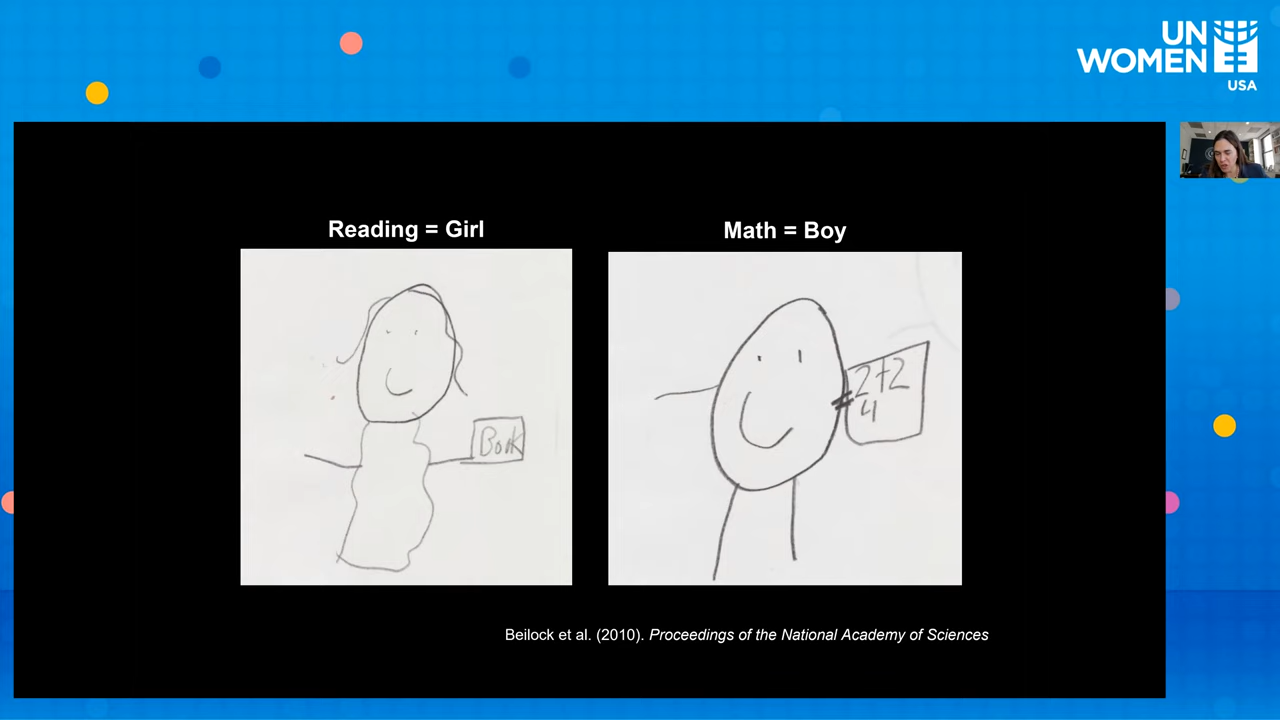 UN
WOMEN
USA
Reading = Girl
Math = Boy
Book
2+2
4
Beilock et al. (2010). Proceedings of the National Academy of Sciences